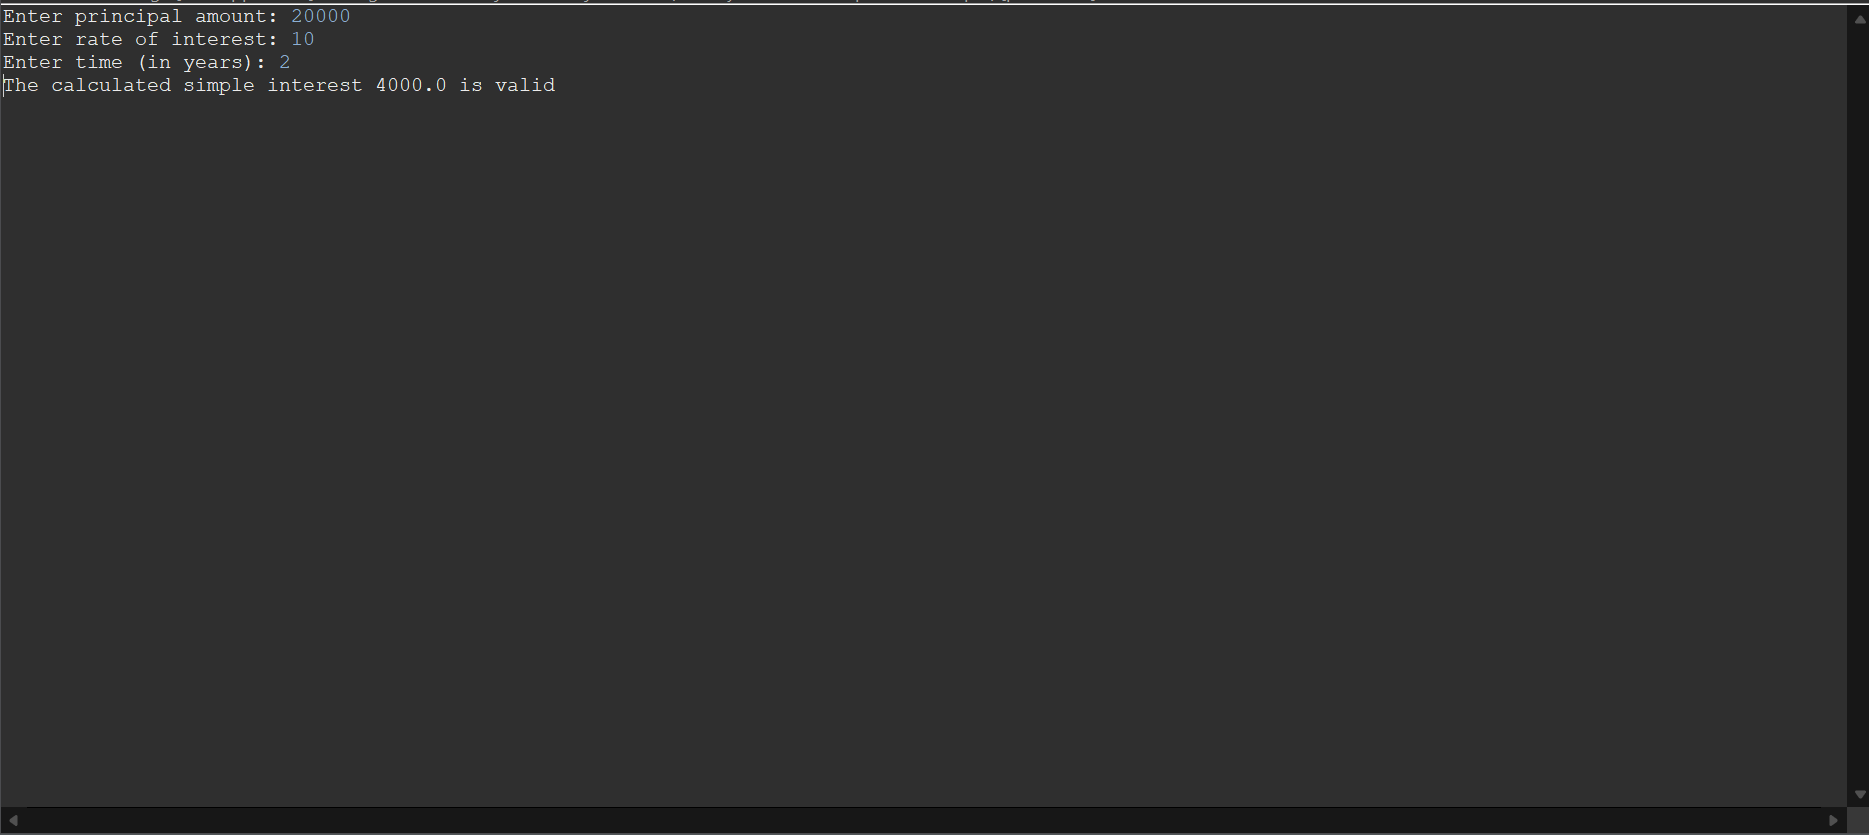 Enter principal amount: 20000
Enter rate of interest: 10
Enter time (in years): 2
The calculated simple interest 4000.0 is valid